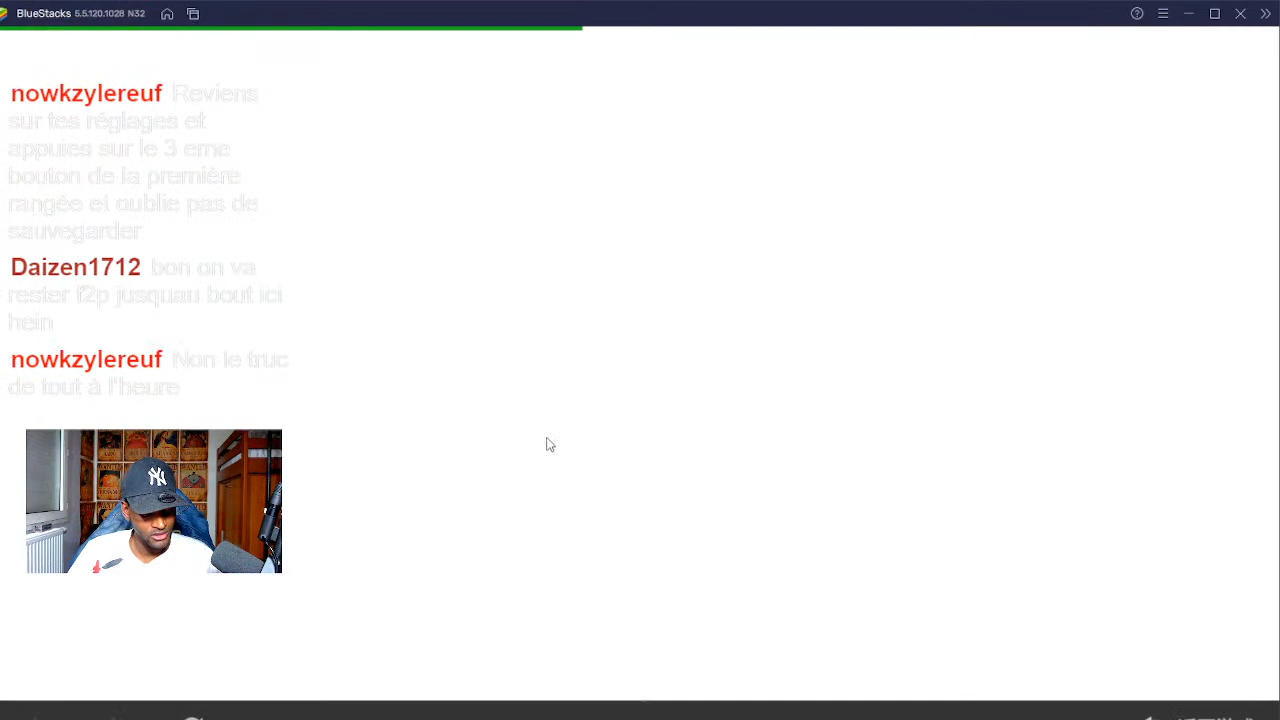 BlueStacks 5.5.120.1028 N32
nowkzylereuf Reviens
sur tes réglages et
appuies sur le 3 eme
bouton de la première
rangée et oublie pas de
sauvegarder
Daizen1712 bon on va
rester f2p jusquau bout ici
hein
nowkzylereuf Non le truc
de tout à l'heure
NY